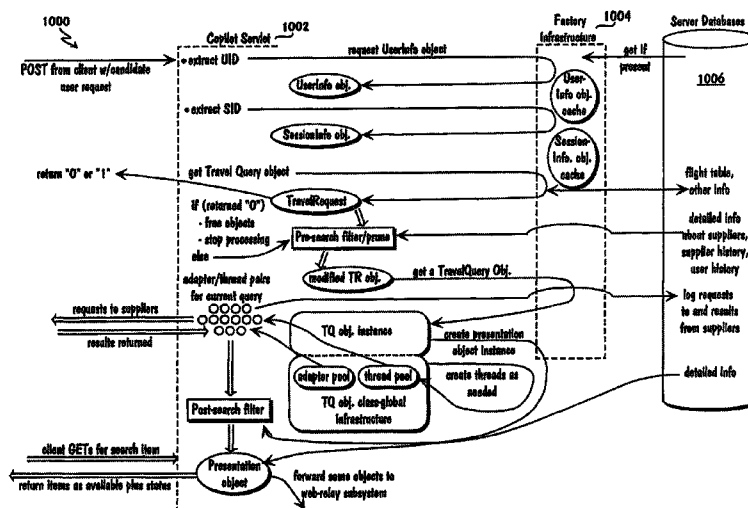 1000
Copilot Servlet
1002
Factory
Infrastructure
1004
Server Databases
POST from client w/candidate
user request
• extract UID
request UserInfo object
get if
present
1006
UserInfo obj.
User-
Info obj.
cache
• extract SID
SessionInfo obj.
Session-
Info. obj.
cache
return "0" or "1"
get Travel Query object
flight table,
other info
TravelRequest
if (returned "0")
- free objects
- stop processing
else
Pre-search filter/prune
detailed info
about suppliers,
supplier history,
user history
modified TR obj.
get a TravelQuery Obj.
adapter/thread pairs
for current query
log requests
to and results
from suppliers
requests to suppliers
results returned
TQ obj. instance
create presentation
object instance
adapter pool
thread pool
create threads as
needed
detailed info
TQ obj. class-global
infrastructure
Post-search filter
client GETs for search item
Presentation
object
return items as available plus status
forward some objects to
web-relay subsystem